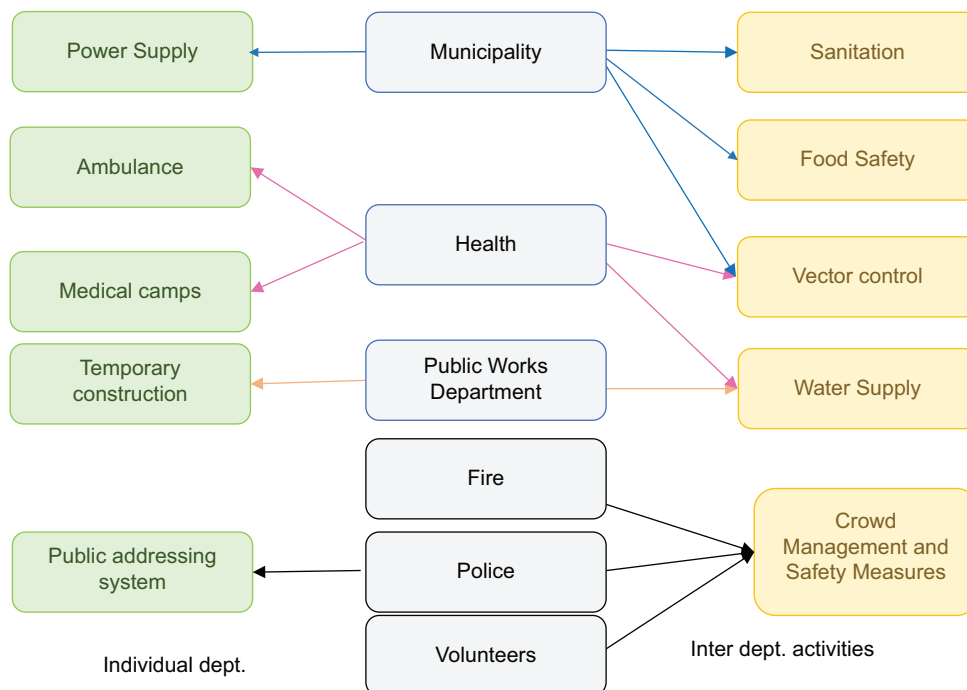 Power Supply
Municipality
Sanitation
Ambulance
Food Safety
Health
Medical camps
Vector control
Temporary
construction
Public Works
Department
Water Supply
Fire
Public addressing
system
Police
Crowd
Management and
Safety Measures
Volunteers
Individual dept.
Inter dept. activities